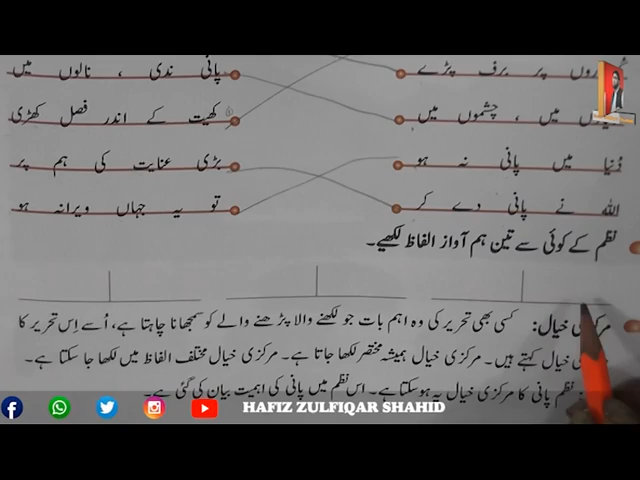 پر برف پڑے
پانی ندی ، نالوں میں
میں ، چشموں میں
کھیت کے اندر فصل کھڑی
دُنیا میں پانی نہ ہو
بڑی عنایت کی ہم پر
اللہ نے پانی دے کر
تو یہ جہاں ویرانہ ہو
نظم کے کوئی سے تین ہم آواز الفاظ لکھیے۔
مرکزی خیال: کسی بھی تحریر کی وہ اہم بات جو لکھنے والا پڑھنے والے کو سمجھانا چاہتا ہے، اُسے اِس تحریر کا
خیال کہتے ہیں۔ مرکزی خیال ہمیشہ مختصر لکھا جاتا ہے۔ مرکزی خیال مختلف الفاظ میں لکھا جا سکتا ہے۔
نظم پانی کا مرکزی خیال یہ ہو سکتا ہے۔ اس نظم میں پانی کی اہمیت بیان کی گئی ہے۔
HAFIZ ZULFIQAR SHAHID